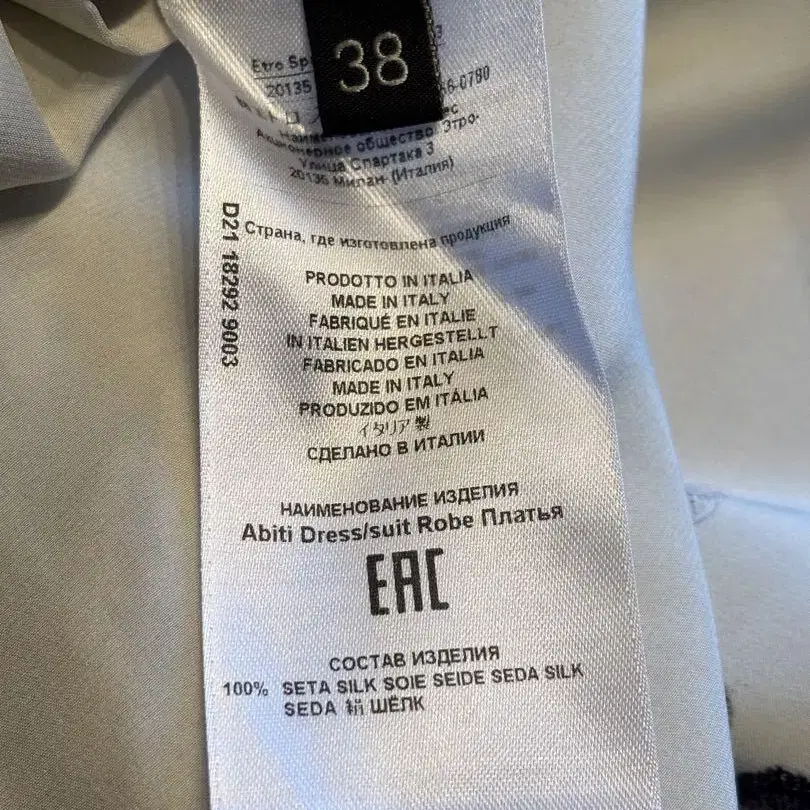 38
Etro
20135
6-0780
Акционерное общество Этро-
Улица Спартака 3
20135 Милан- (Италия)
D21 18292 9003
Страна, где изготовлена продукция
PRODOTTO IN ITALIA
MADE IN ITALY
FABRIQUÉ EN ITALIE
IN ITALIEN HERGESTELLT
FABRICADO EN ITALIA
MADE IN ITALY
PRODUZIDO EM ITÁLIA
イタリア製
СДЕЛАНО В ИТАЛИИ
НАИМЕНОВАНИЕ ИЗДЕЛИЯ
Abiti Dress/suit Robe Платья
EAC
СОСТАВ ИЗДЕЛИЯ
100% SETA SILK SOIE SEIDE SEDA SILK
SEDA 絹 ШЁЛК